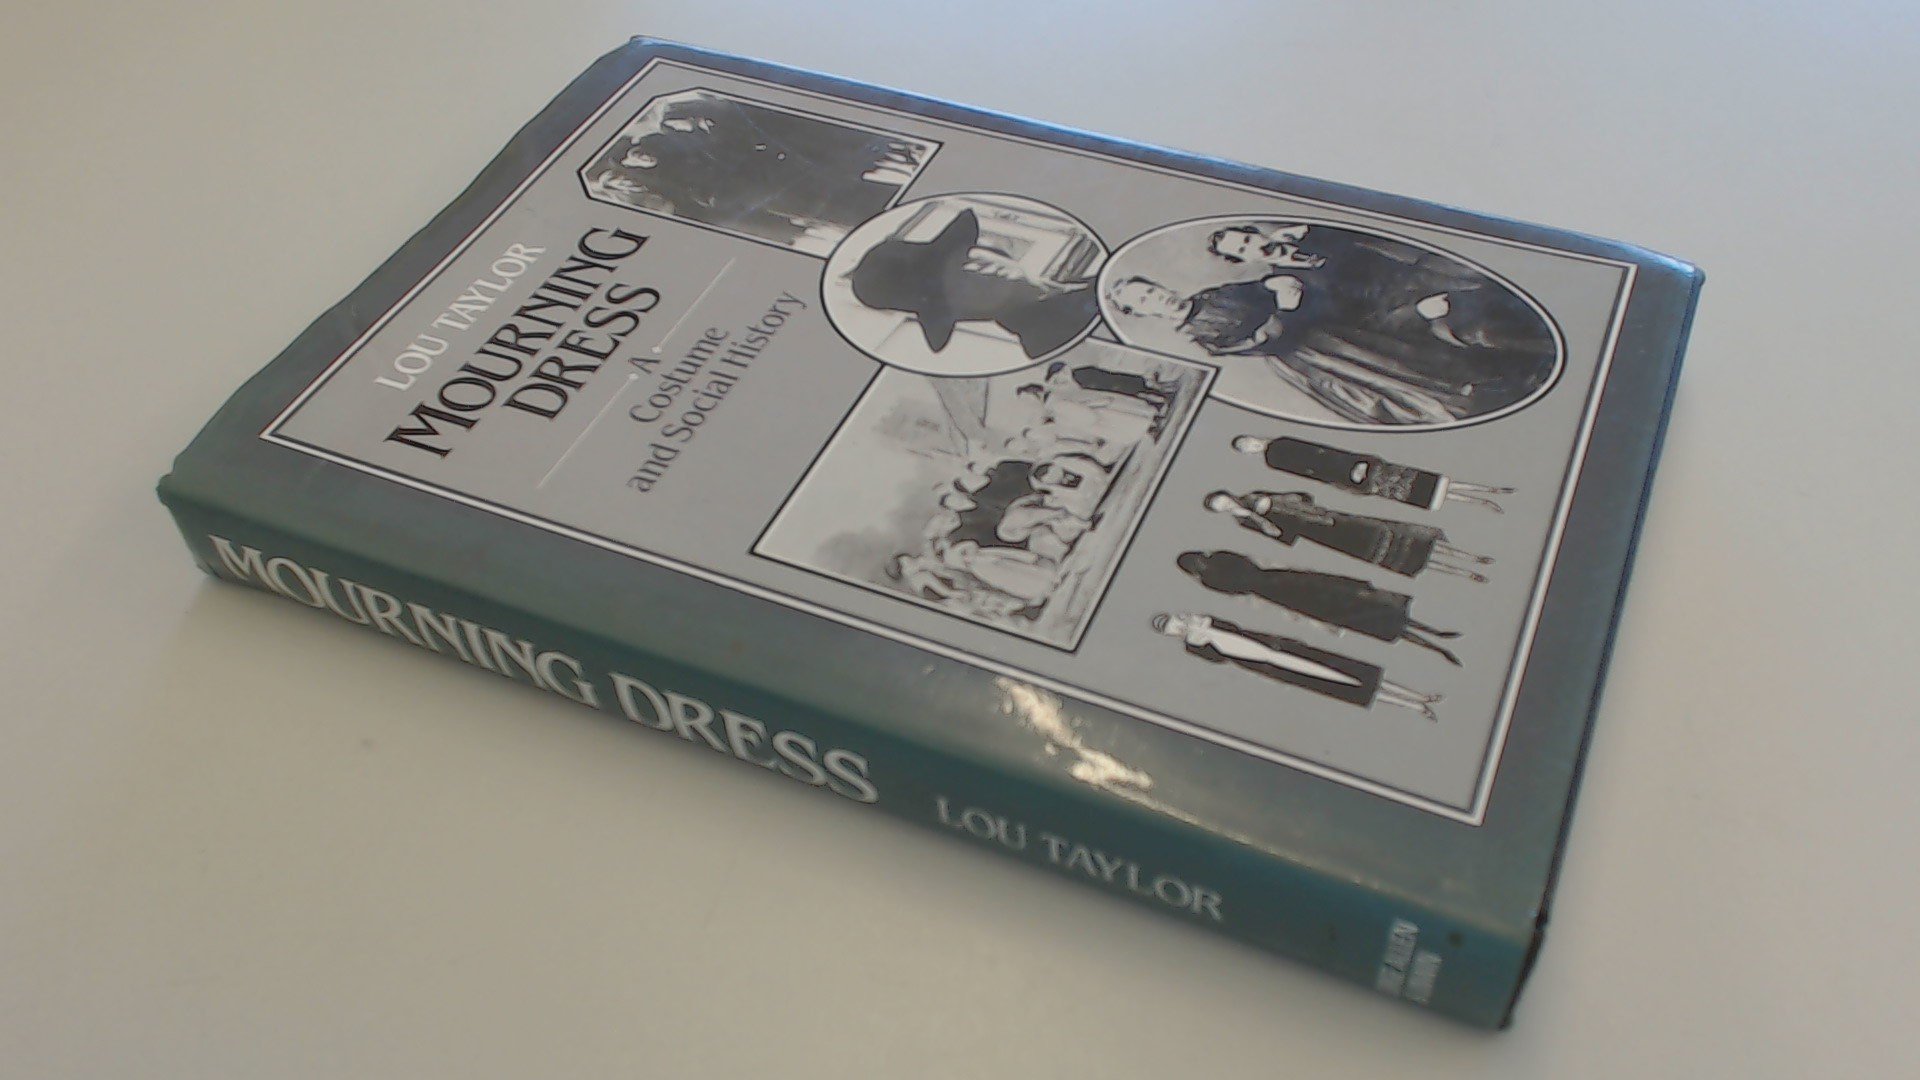 LOU TAYLOR
MOURNING
DRESS
A
Costume
and Social History
MOURNING DRESS
LOU TAYLOR